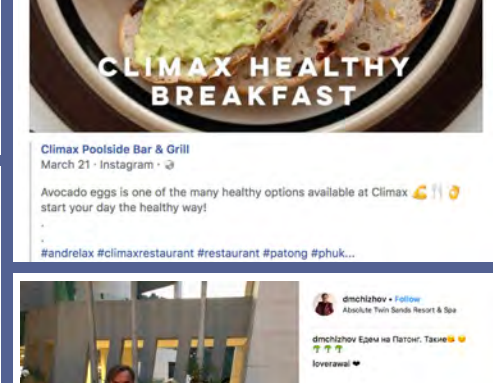 CLIMAX HEALTHY
BREAKFAST
Climax Poolside Bar & Grill
March 21 · Instagram ·
Avocado eggs is one of the many healthy options available at Climax 💪🍴👌
start your day the healthy way!
.
.
#andrelax #climaxrestaurant #restaurant #patong #phuk...
dmchizhov • Follow
Absolute Twin Sands Resort & Spa
dmchizhov Едем на Патонг. Такие
🌴🌴🌴
loverawai ❤